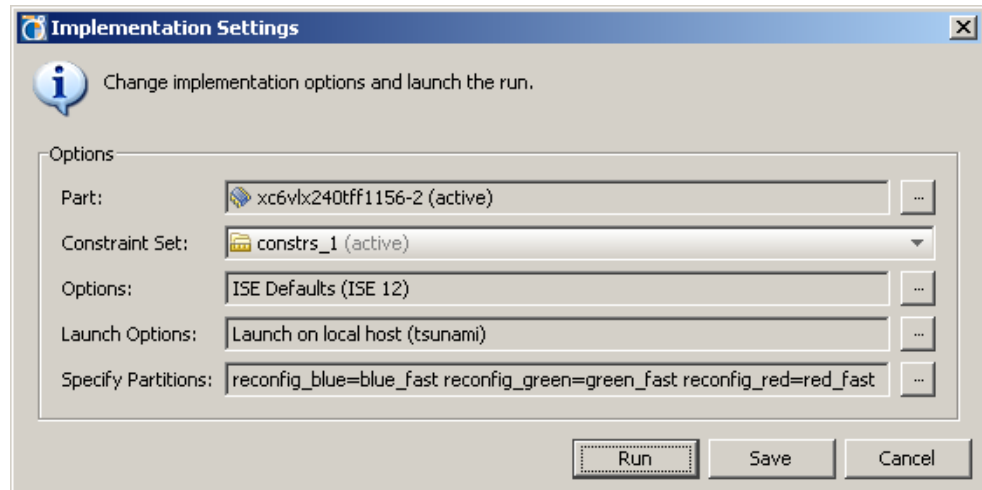 Implementation Settings
Change implementation options and launch the run.
Options
Part: xc6vlx240tff1156-2 (active) ...
Constraint Set: constrs_1 (active)
Options: ISE Defaults (ISE 12) ...
Launch Options: Launch on local host (tsunami) ...
Specify Partitions: reconfig_blue=blue_fast reconfig_green=green_fast reconfig_red=red_fast ...
Run Save Cancel